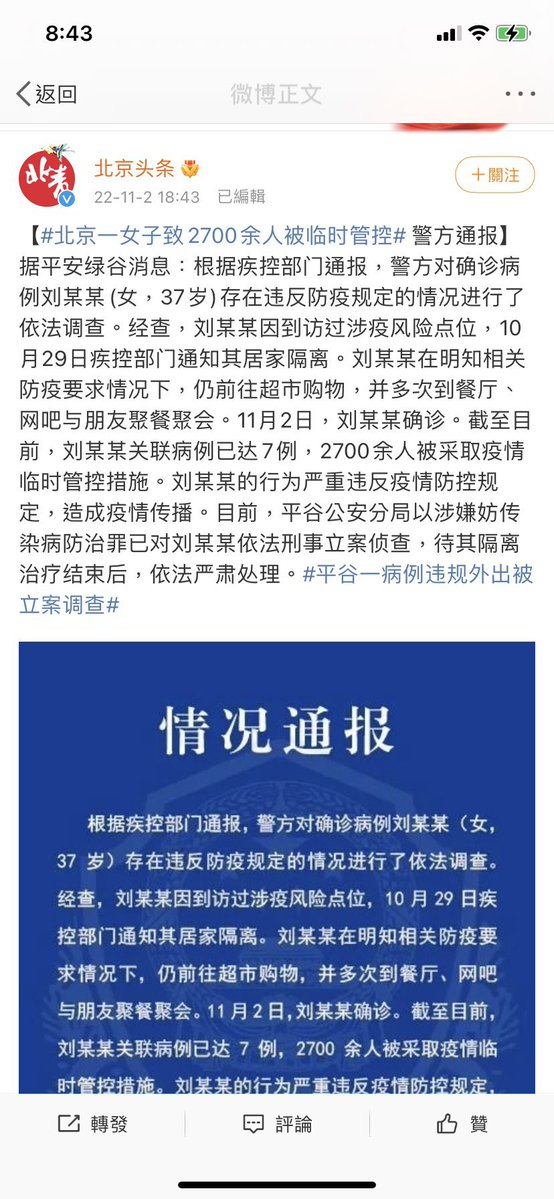 8:43
返回
微博正文
北京头条
22-11-2 18:43 已編輯
＋關注
【#北京一女子致2700余人被临时管控# 警方通报】
据平安绿谷消息：根据疾控部门通报，警方对确诊病
例刘某某(女，37岁)存在违反防疫规定的情况进行了
依法调查。经查，刘某某因到访过涉疫风险点位，10
月29日疾控部门通知其居家隔离。刘某某在明知相关
防疫要求情况下，仍前往超市购物，并多次到餐厅、
网吧与朋友聚餐聚会。11月2日，刘某某确诊。截至目
前，刘某某关联病例已达7例，2700余人被采取疫情
临时管控措施。刘某某的行为严重违反疫情防控规
定，造成疫情传播。目前，平谷公安分局以涉嫌妨传
染病防治罪已对刘某某依法刑事立案侦查，待其隔离
治疗结束后，依法严肃处理。#平谷一病例违规外出被
立案调查#
情况通报
根据疾控部门通报，警方对确诊病例刘某某（女，
37 岁）存在违反防疫规定的情况进行了依法调查。
经查，刘某某因到访过涉疫风险点位，10 月 29 日疾
控部门通知其居家隔离。刘某某在明知相关防疫要
求情况下，仍前往超市购物，并多次到餐厅、网吧
与朋友聚餐聚会。11 月 2 日，刘某某确诊。截至目前，
刘某某关联病例已达 7 例，2700 余人被采取疫情临
时管控措施。刘某某的行为严重违反疫情防控规定，
轉發
評論
贊